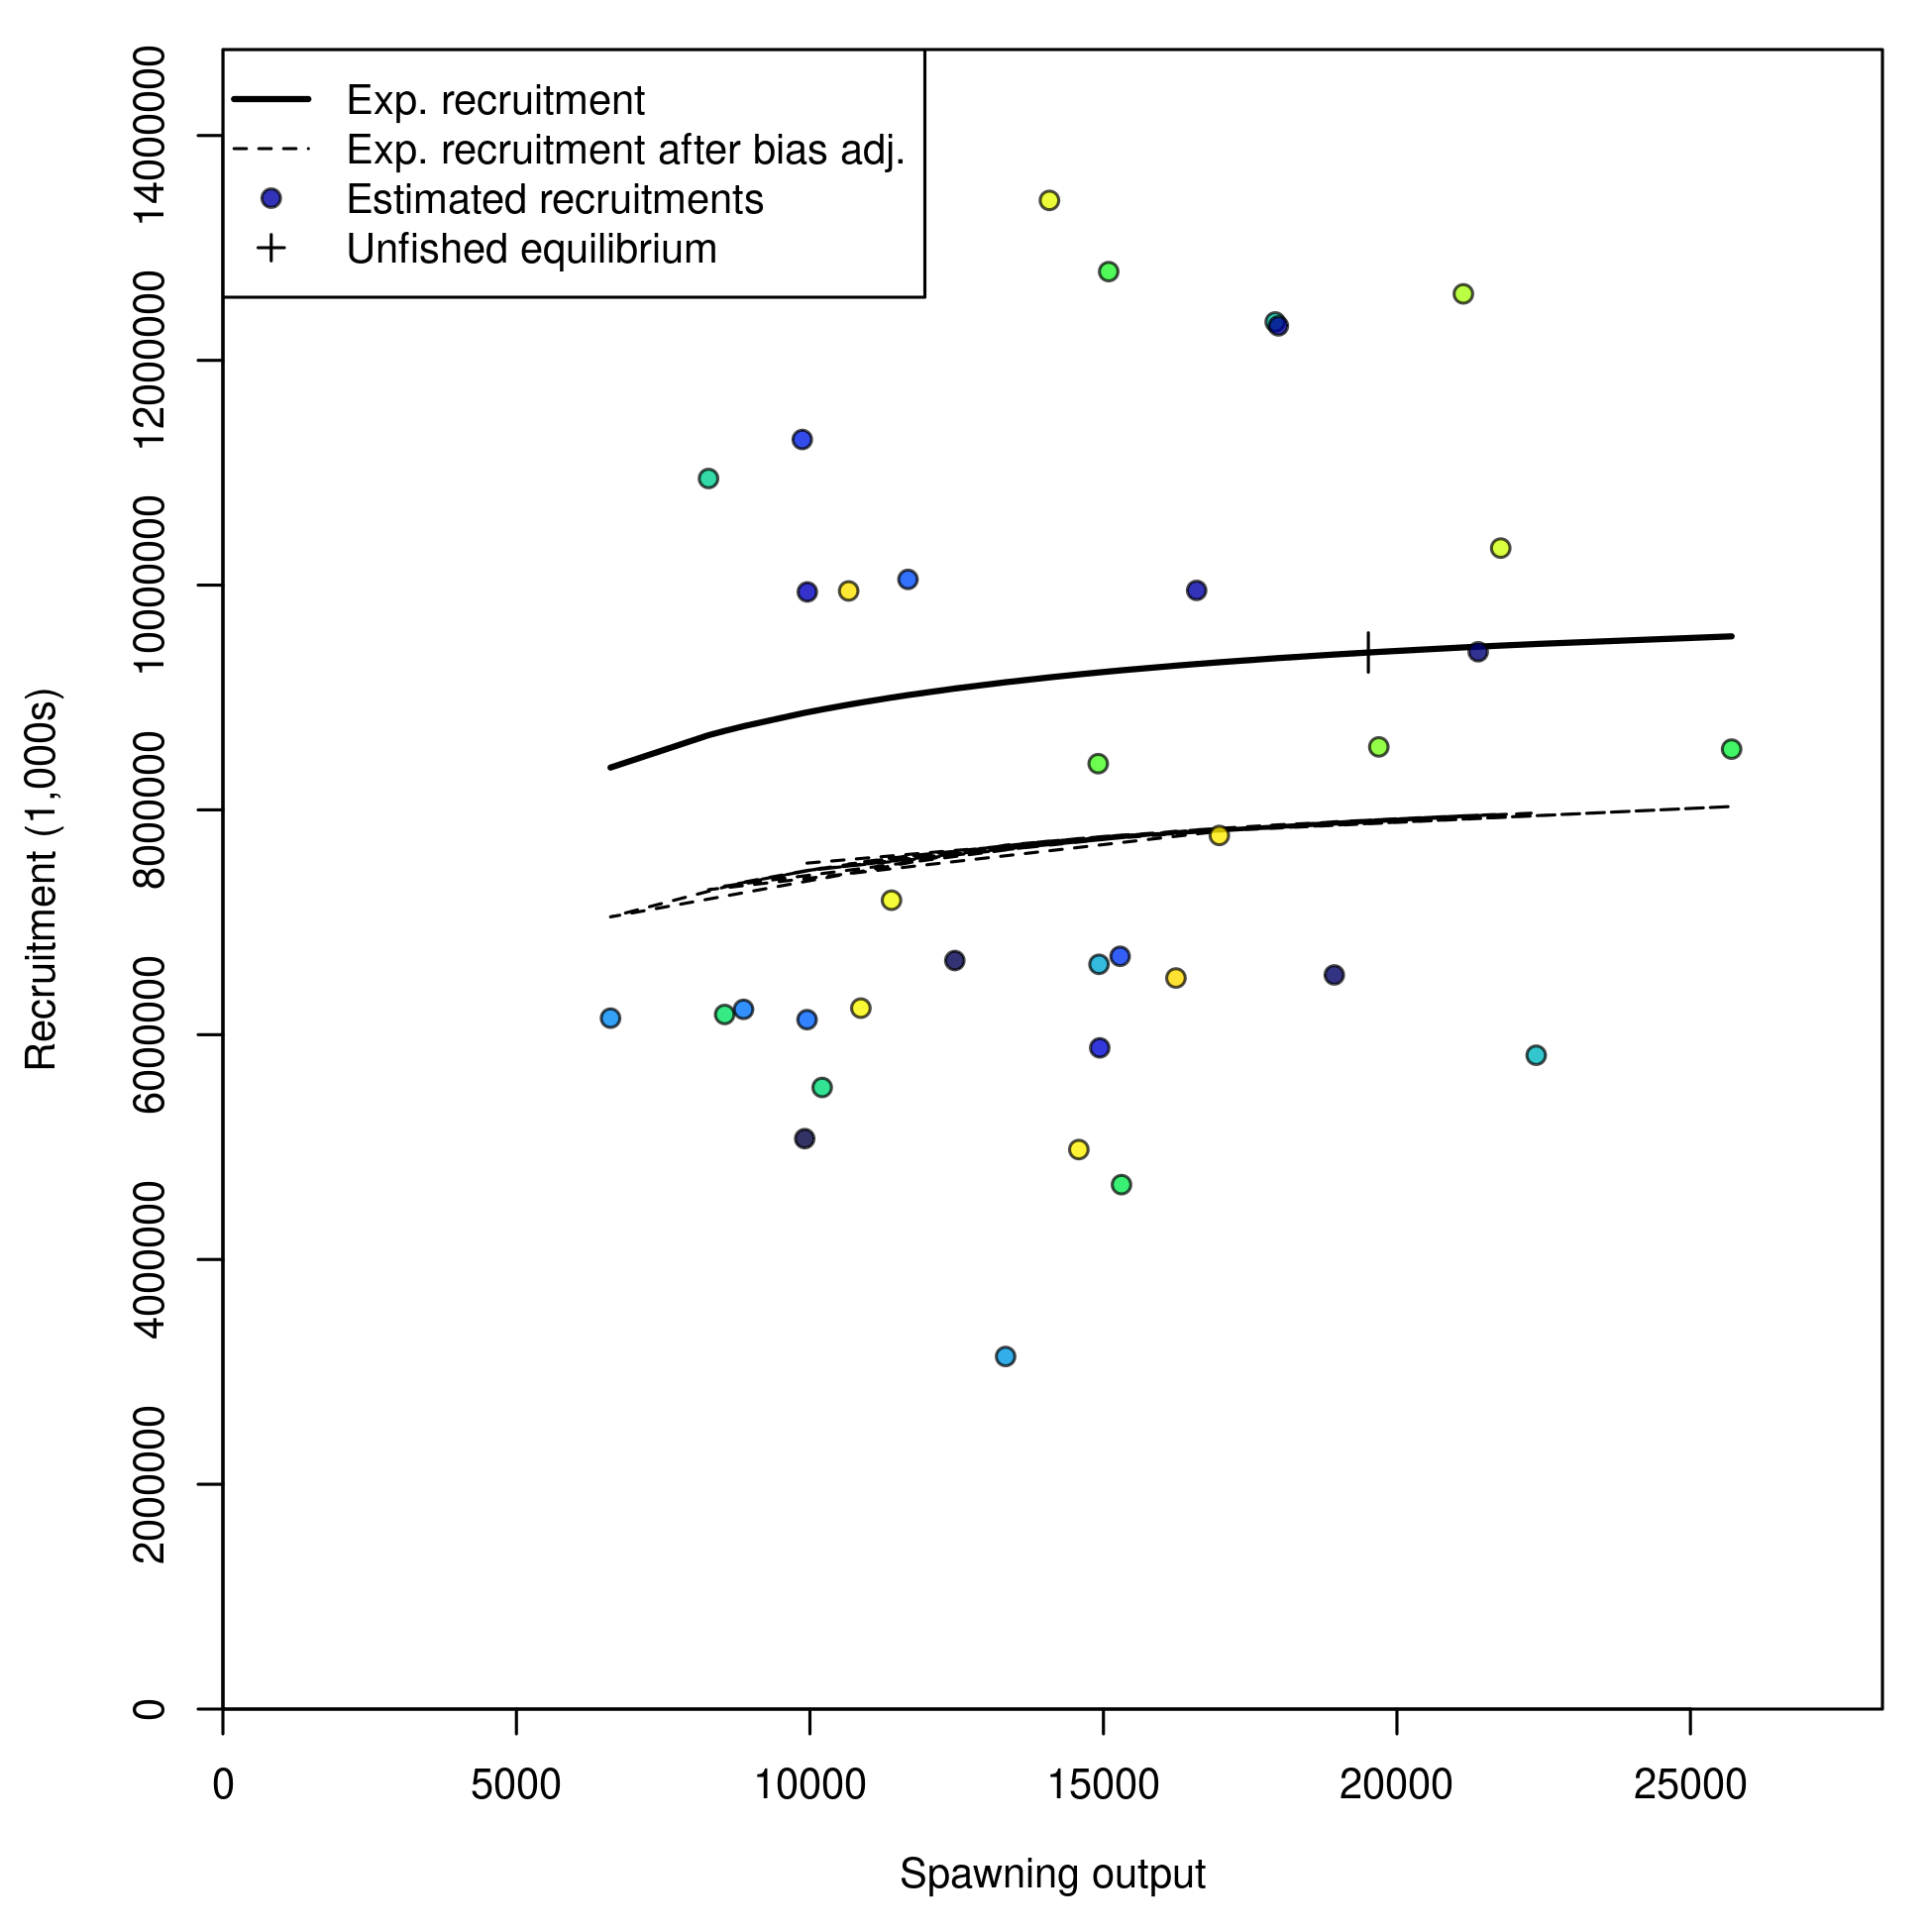 Exp. recruitment
Exp. recruitment after bias adj.
Estimated recruitments
Unfished equilibrium
Recruitment (1,000s)
14000000
12000000
10000000
8000000
6000000
4000000
2000000
0
0 5000 10000 15000 20000 25000
Spawning output